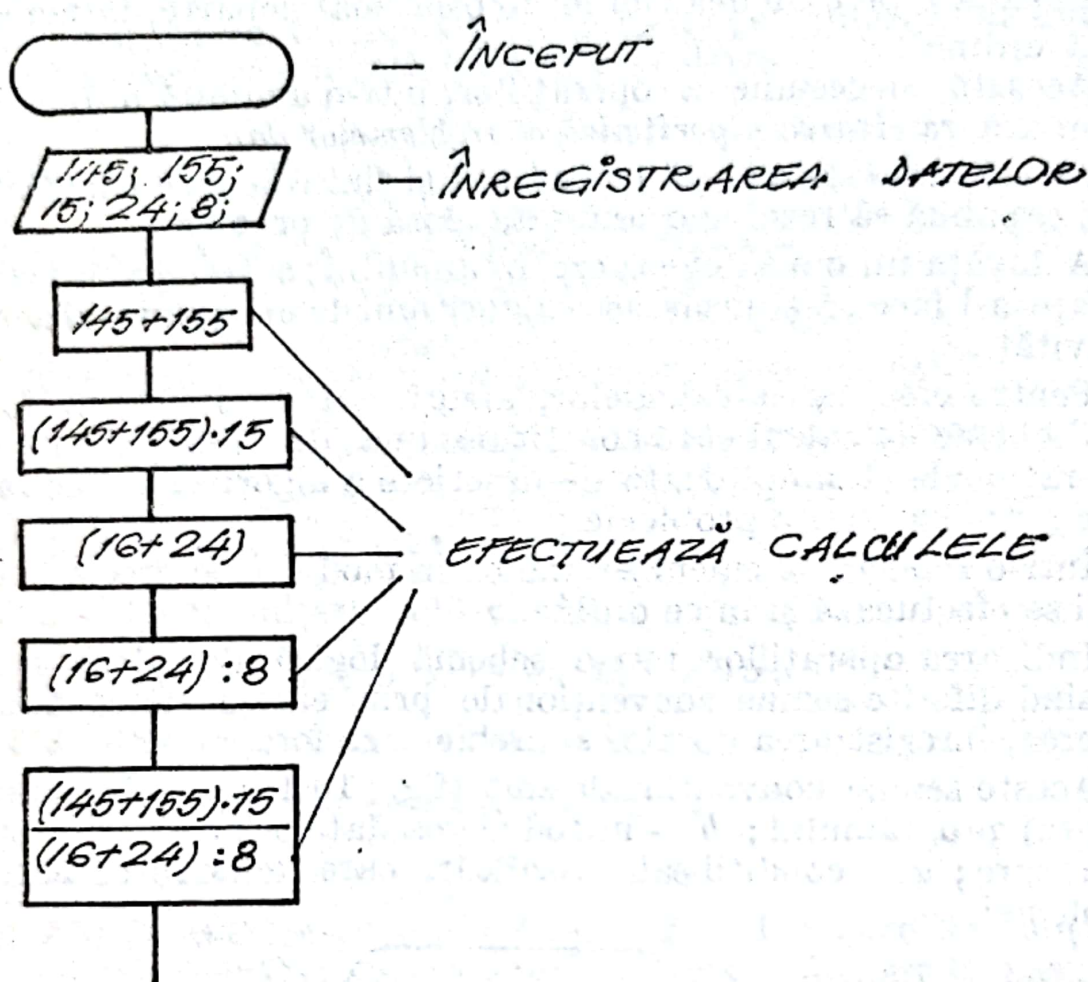 — ÎNCEPUT
145; 155;
15; 24; 8;
— ÎNREGISTRAREA DATELOR
145+155
(145+155)·15
(16+24)
EFECTUEAZĂ CALCULELE
(16+24) :8
(145+155)·15
(16+24) :8